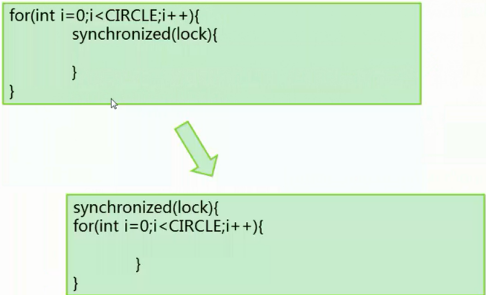 for(int i=0;i<CIRCLE;i++){
synchronized(lock){
}
}
synchronized(lock){
for(int i=0;i<CIRCLE;i++){
}
}